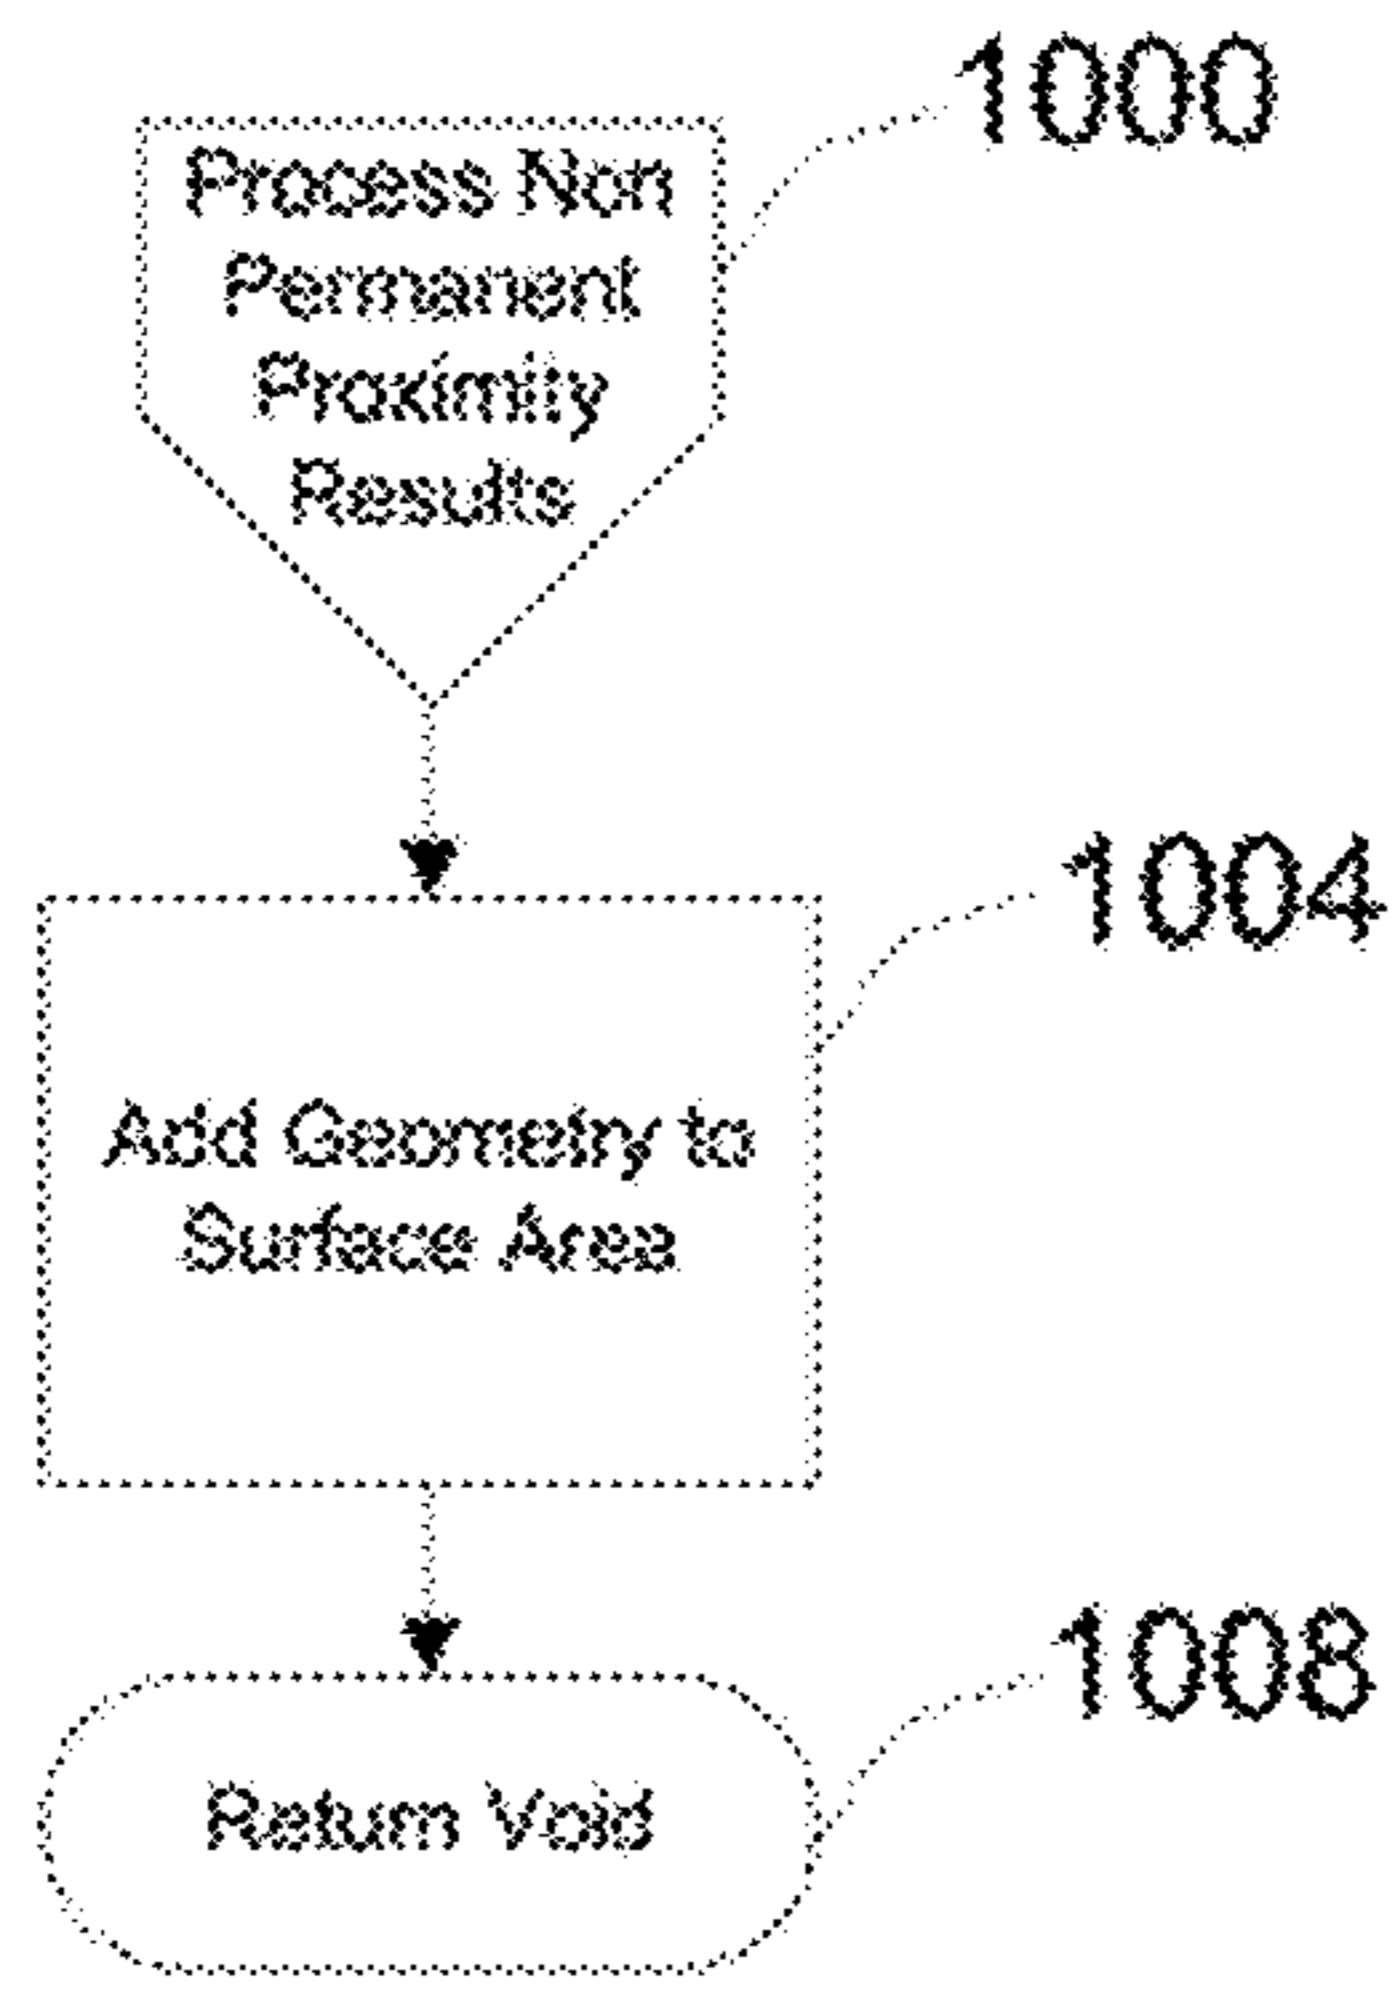 1000
Process Non
Permanent
Proximity
Results
1004
Add Geometry to
Surface Area
1008
Return Void